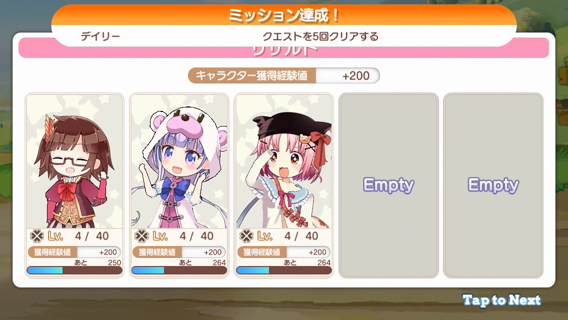 ミッション達成！
デイリー クエストを5回クリアする
リザルト
キャラクター獲得経験値 +200
Empty Empty
Lv. 4 / 40 Lv. 4 / 40 Lv. 4 / 40
獲得経験値 +200 獲得経験値 +200 獲得経験値 +200
あと 250 あと 264 あと 264
Tap to Next